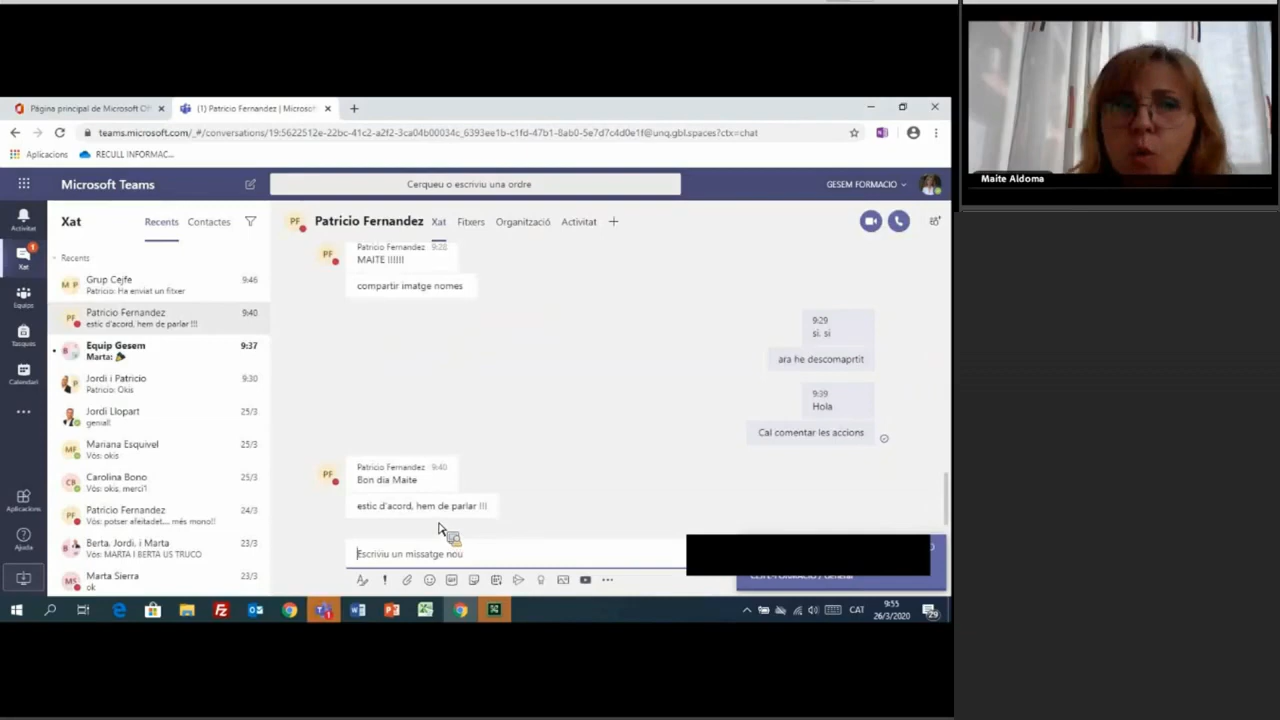 Página principal de Microsoft Of
(1) Patricio Fernandez | Microsof
teams.microsoft.com/_#/conversations/19:5622512e-22bc-41c2-a2f2-3ca04b00034c_6393ee1b-c1fd-47b1-8ab0-5e7d7c4d0e1f@unq.gbl.spaces?ctx=chat
Aplicacions
RECULL INFORMAC...
Microsoft Teams
Cerqueu o escriviu una ordre
GESEM FORMACIO
Activitat
Xat
1
Equips
Tasques
Calendari
Aplicacions
Ajuda
Xat
Recents
Contactes
Recents
Grup Cejfe 9:46
Patricio: Ha enviat un fitxer
Patricio Fernandez 9:40
estic d'acord, hem de parlar !!!
Equip Gesem 9:37
Marta:
Jordi i Patricio 9:30
Patricio: Okis
Jordi Llopart 25/3
genial!
Mariana Esquivel 25/3
Vós: okis
Carolina Bono 25/3
Vós: okis, merci1
Patricio Fernandez 24/3
Vós: potser afeitadet.... més mono!!
Berta, Jordi, i Marta 23/3
Vós: MARTA I BERTA US TRUCO
Marta Sierra 23/3
ok
PF Patricio Fernandez Xat Fitxers Organització Activitat
Patricio Fernandez 9:28
MAITE !!!!!!
compartir imatge nomes
9:29
si. si
ara he descomaprtit
9:39
Hola
Cal comentar les accions
Patricio Fernandez 9:40
Bon dia Maite
estic d'acord, hem de parlar !!!
Escriviu un missatge nou
CAT
9:55
26/3/2020
Maite Aldoma